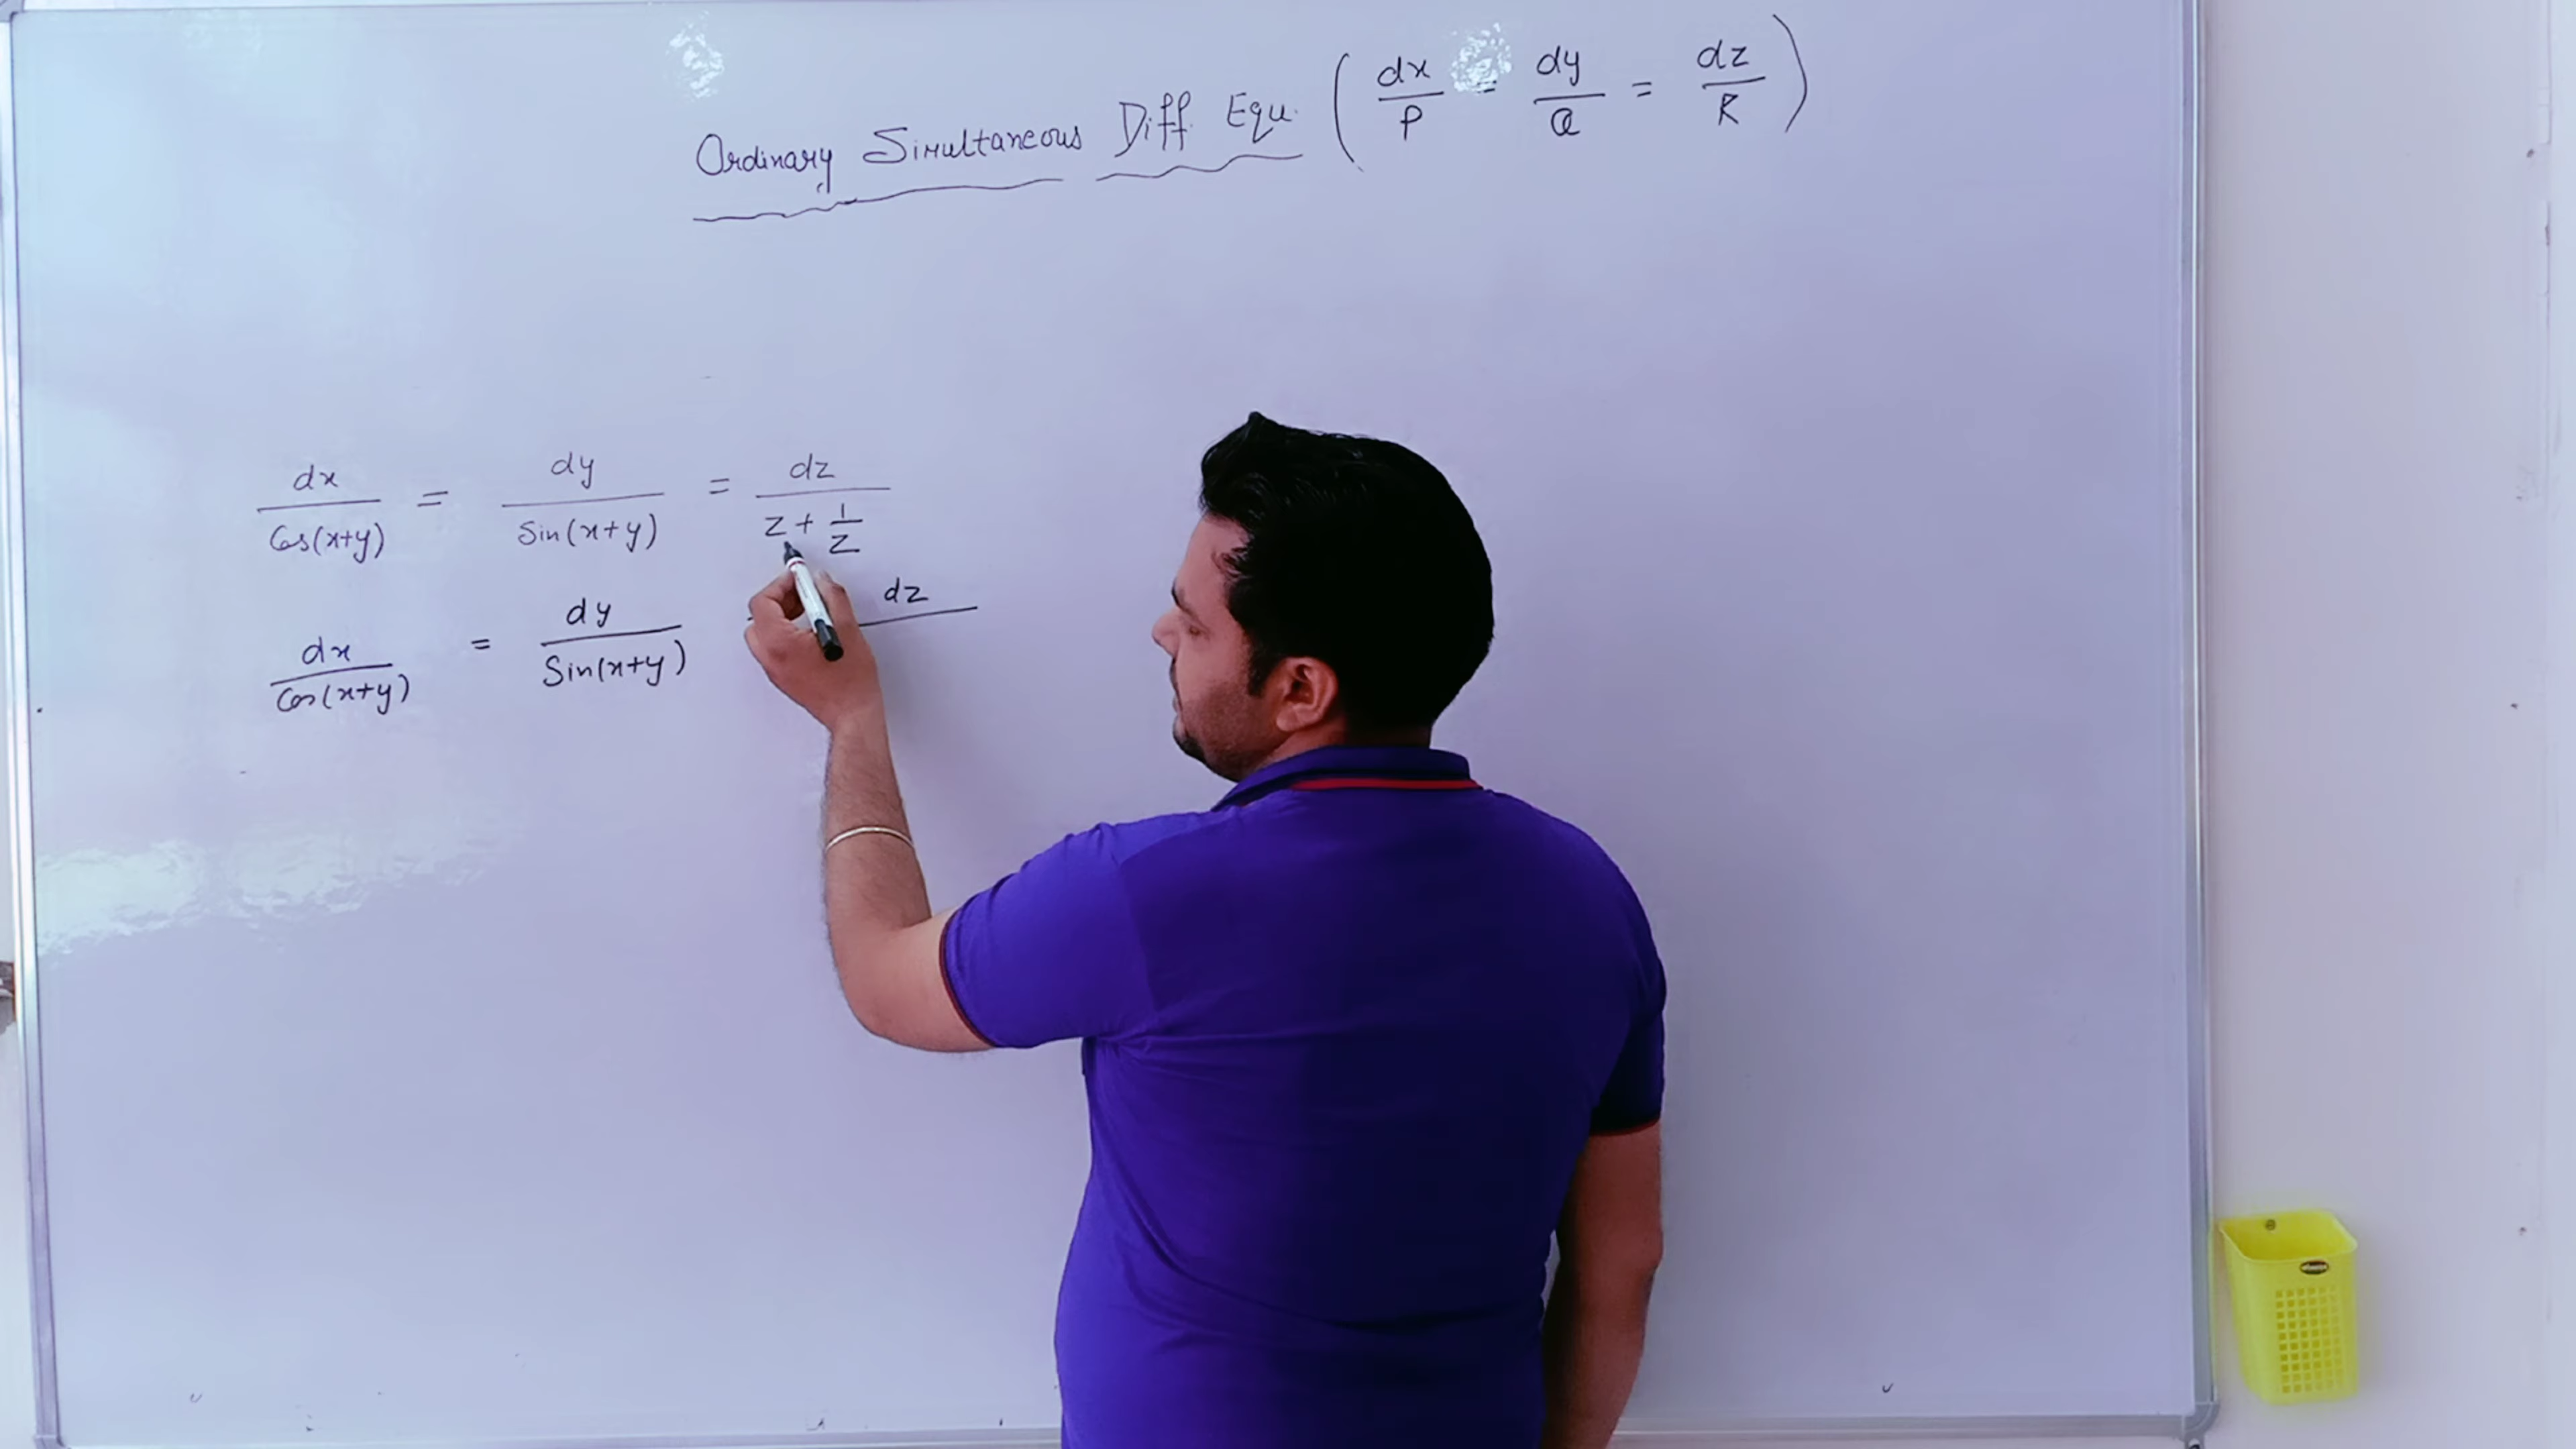 Ordinary Simultaneous Diff. Equ. ( dx/P = dy/Q = dz/R )
dx/Cos(x+y) = dy/Sin(x+y) = dz/(z + 1/z)
dx/Cos(x+y) = dy/Sin(x+y) dz